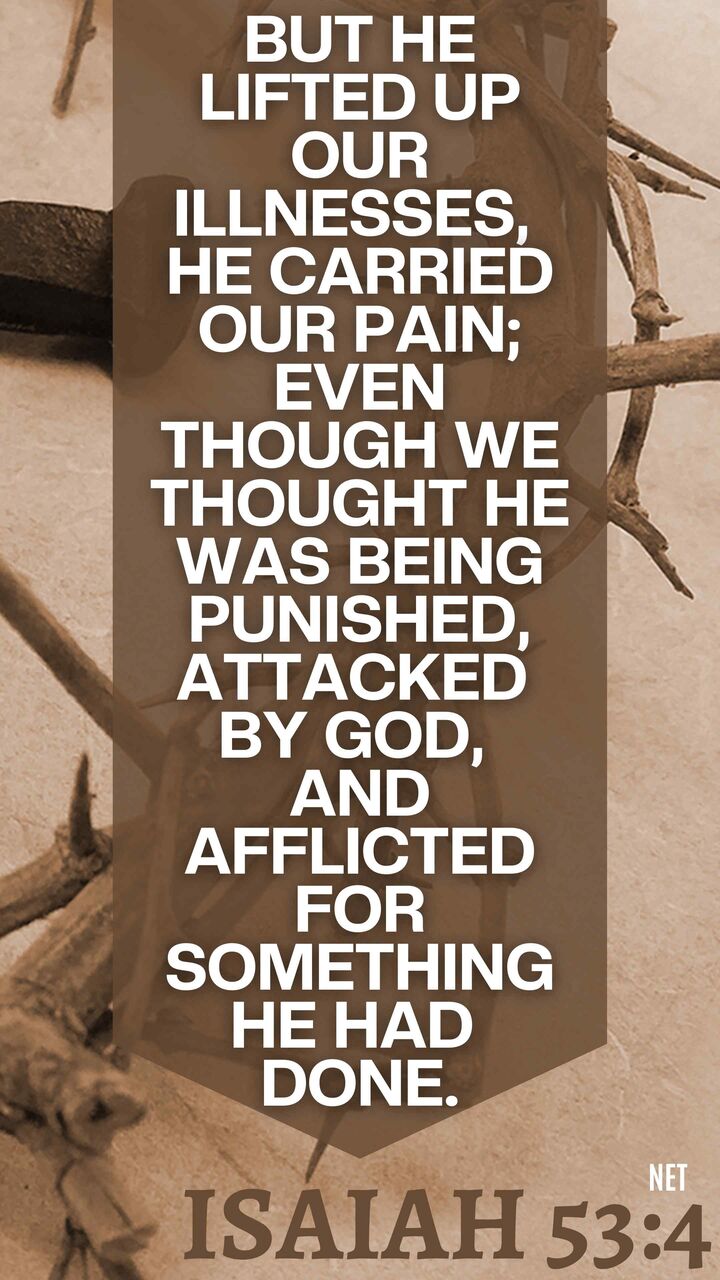 BUT HE
LIFTED UP
OUR
ILLNESSES,
HE CARRIED
OUR PAIN;
EVEN
THOUGH WE
THOUGHT HE
WAS BEING
PUNISHED,
ATTACKED
BY GOD,
AND
AFFLICTED
FOR
SOMETHING
HE HAD
DONE.
NET
ISAIAH 53:4